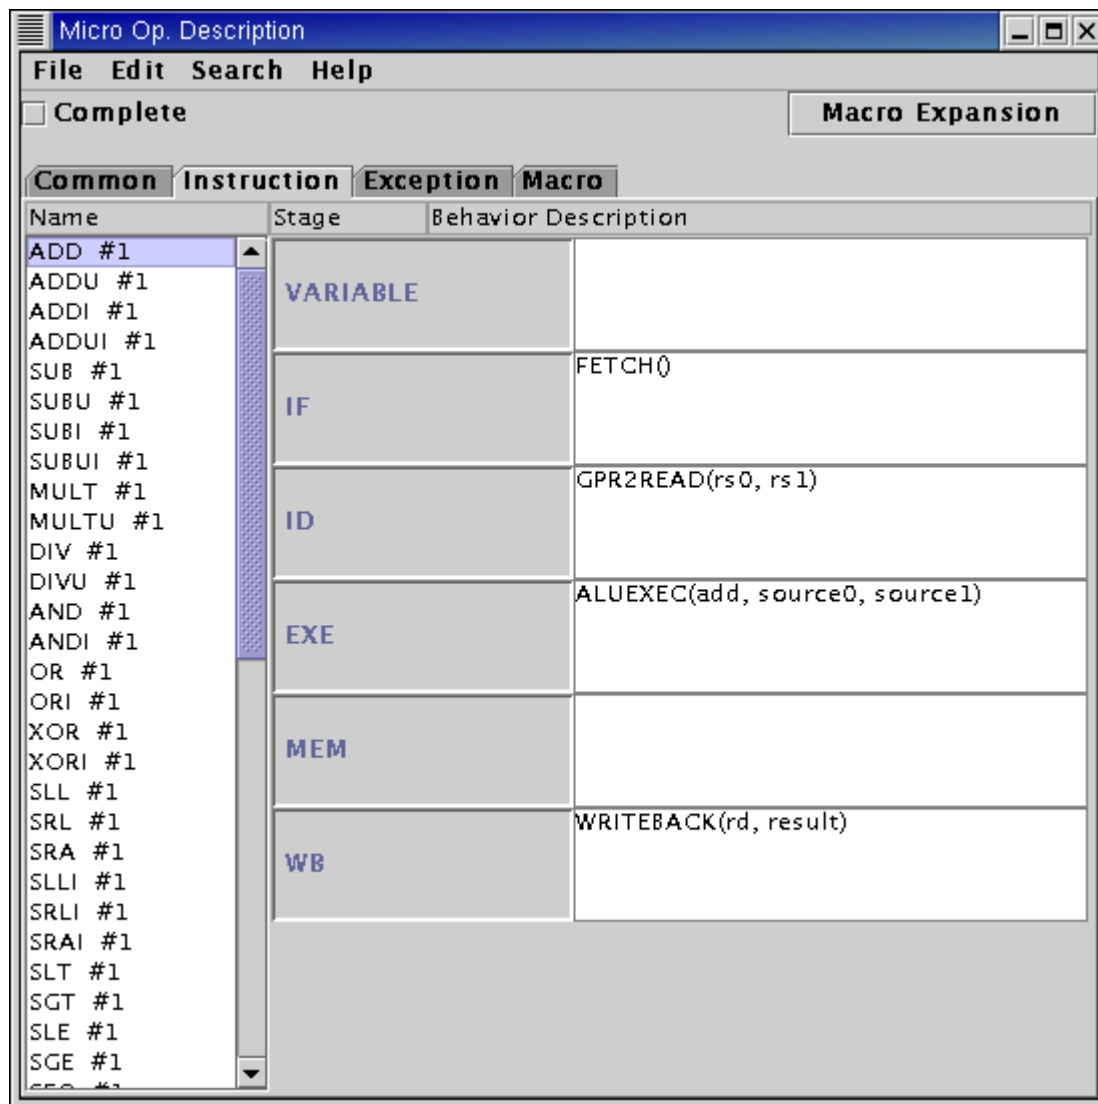 Micro Op. Description
File Edit Search Help
Complete Macro Expansion
Common Instruction Exception Macro
Name Stage Behavior Description
ADD #1
ADDU #1
ADDI #1
ADDUI #1
SUB #1
SUBU #1
SUBI #1
SUBUI #1
MULT #1
MULTU #1
DIV #1
DIVU #1
AND #1
ANDI #1
OR #1
ORI #1
XOR #1
XORI #1
SLL #1
SRL #1
SRA #1
SLLI #1
SRLI #1
SRAI #1
SLT #1
SGT #1
SLE #1
SGE #1
VARIABLE
IF FETCH()
ID GPR2READ(rs0, rs1)
EXE ALUEXEC(add, source0, source1)
MEM
WB WRITEBACK(rd, result)